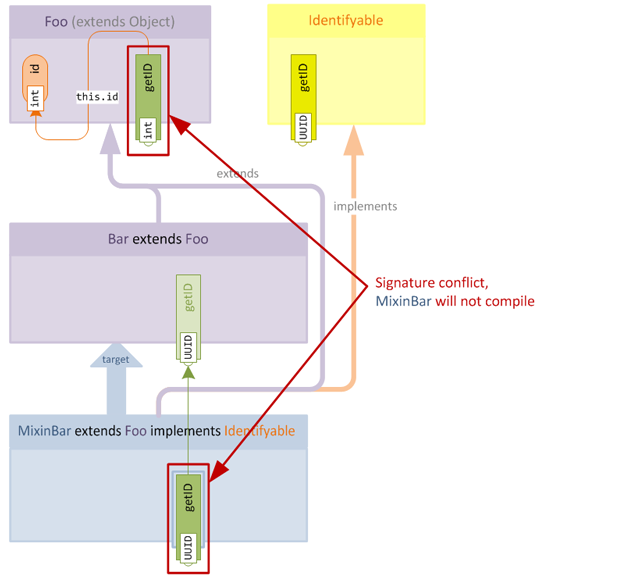 Foo (extends Object)
Identifyable
id
int
this.id
getID
int
getID
UUID
extends
implements
Bar extends Foo
getID
UUID
Signature conflict,
MixinBar will not compile
target
MixinBar extends Foo implements Identifyable
getID
UUID